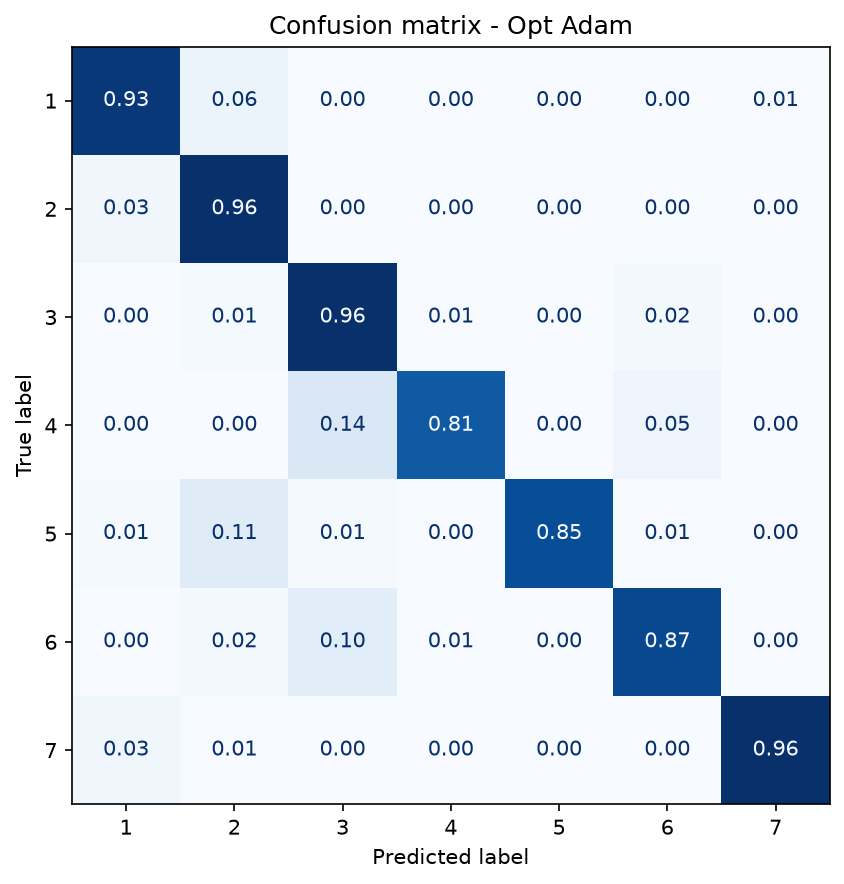 Confusion matrix - Opt Adam
True label
1 0.93 0.06 0.00 0.00 0.00 0.00 0.01
2 0.03 0.96 0.00 0.00 0.00 0.00 0.00
3 0.00 0.01 0.96 0.01 0.00 0.02 0.00
4 0.00 0.00 0.14 0.81 0.00 0.05 0.00
5 0.01 0.11 0.01 0.00 0.85 0.01 0.00
6 0.00 0.02 0.10 0.01 0.00 0.87 0.00
7 0.03 0.01 0.00 0.00 0.00 0.00 0.96
1 2 3 4 5 6 7
Predicted label